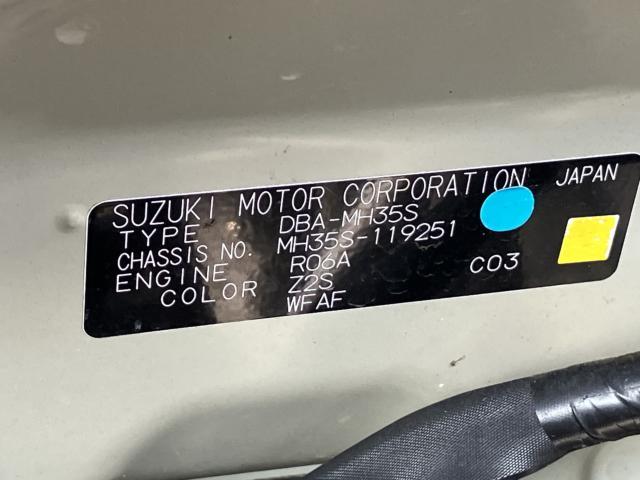 SUZUKI MOTOR CORPORATION JAPAN
TYPE DBA-MH35S
CHASSIS NO. MH35S-119251
ENGINE R06A C03
COLOR Z2S
WFAF